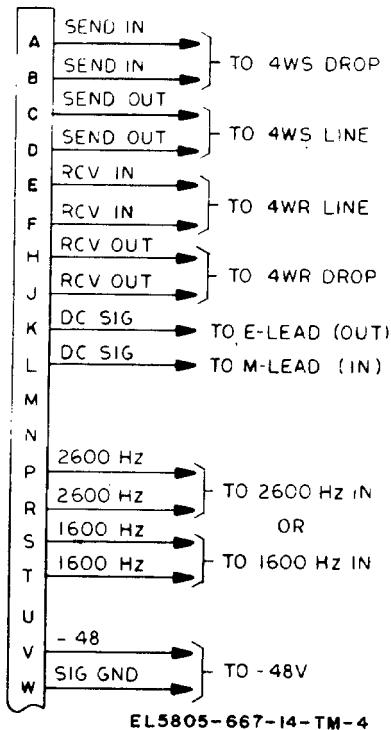 A SEND IN
B SEND IN TO 4WS DROP
C SEND OUT
D SEND OUT TO 4WS LINE
E RCV IN
F RCV IN TO 4WR LINE
H RCV OUT
J RCV OUT TO 4WR DROP
K DC SIG TO E-LEAD (OUT)
L DC SIG TO M-LEAD (IN)
M
N
P 2600 Hz
R 2600 Hz TO 2600 Hz IN
OR
S 1600 Hz
T 1600 Hz TO 1600 Hz IN
U
V - 48
W SIG GND TO -48V
EL5805-667-14-TM-4